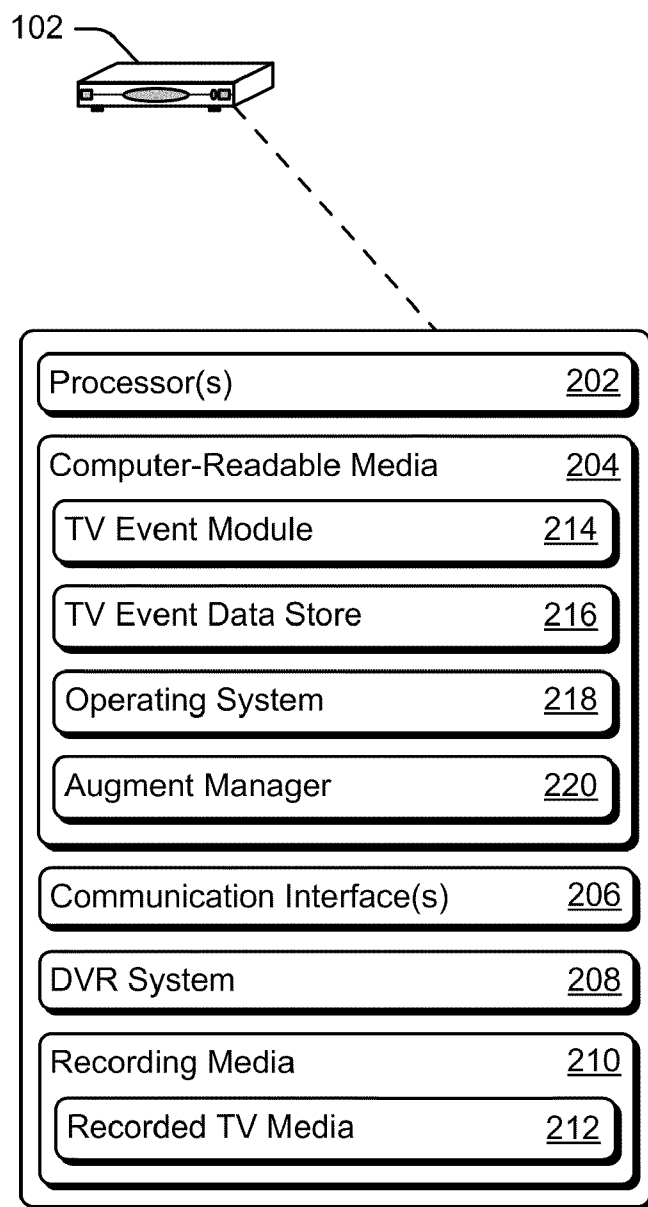 102
Processor(s) 202
Computer-Readable Media 204
TV Event Module 214
TV Event Data Store 216
Operating System 218
Augment Manager 220
Communication Interface(s) 206
DVR System 208
Recording Media 210
Recorded TV Media 212